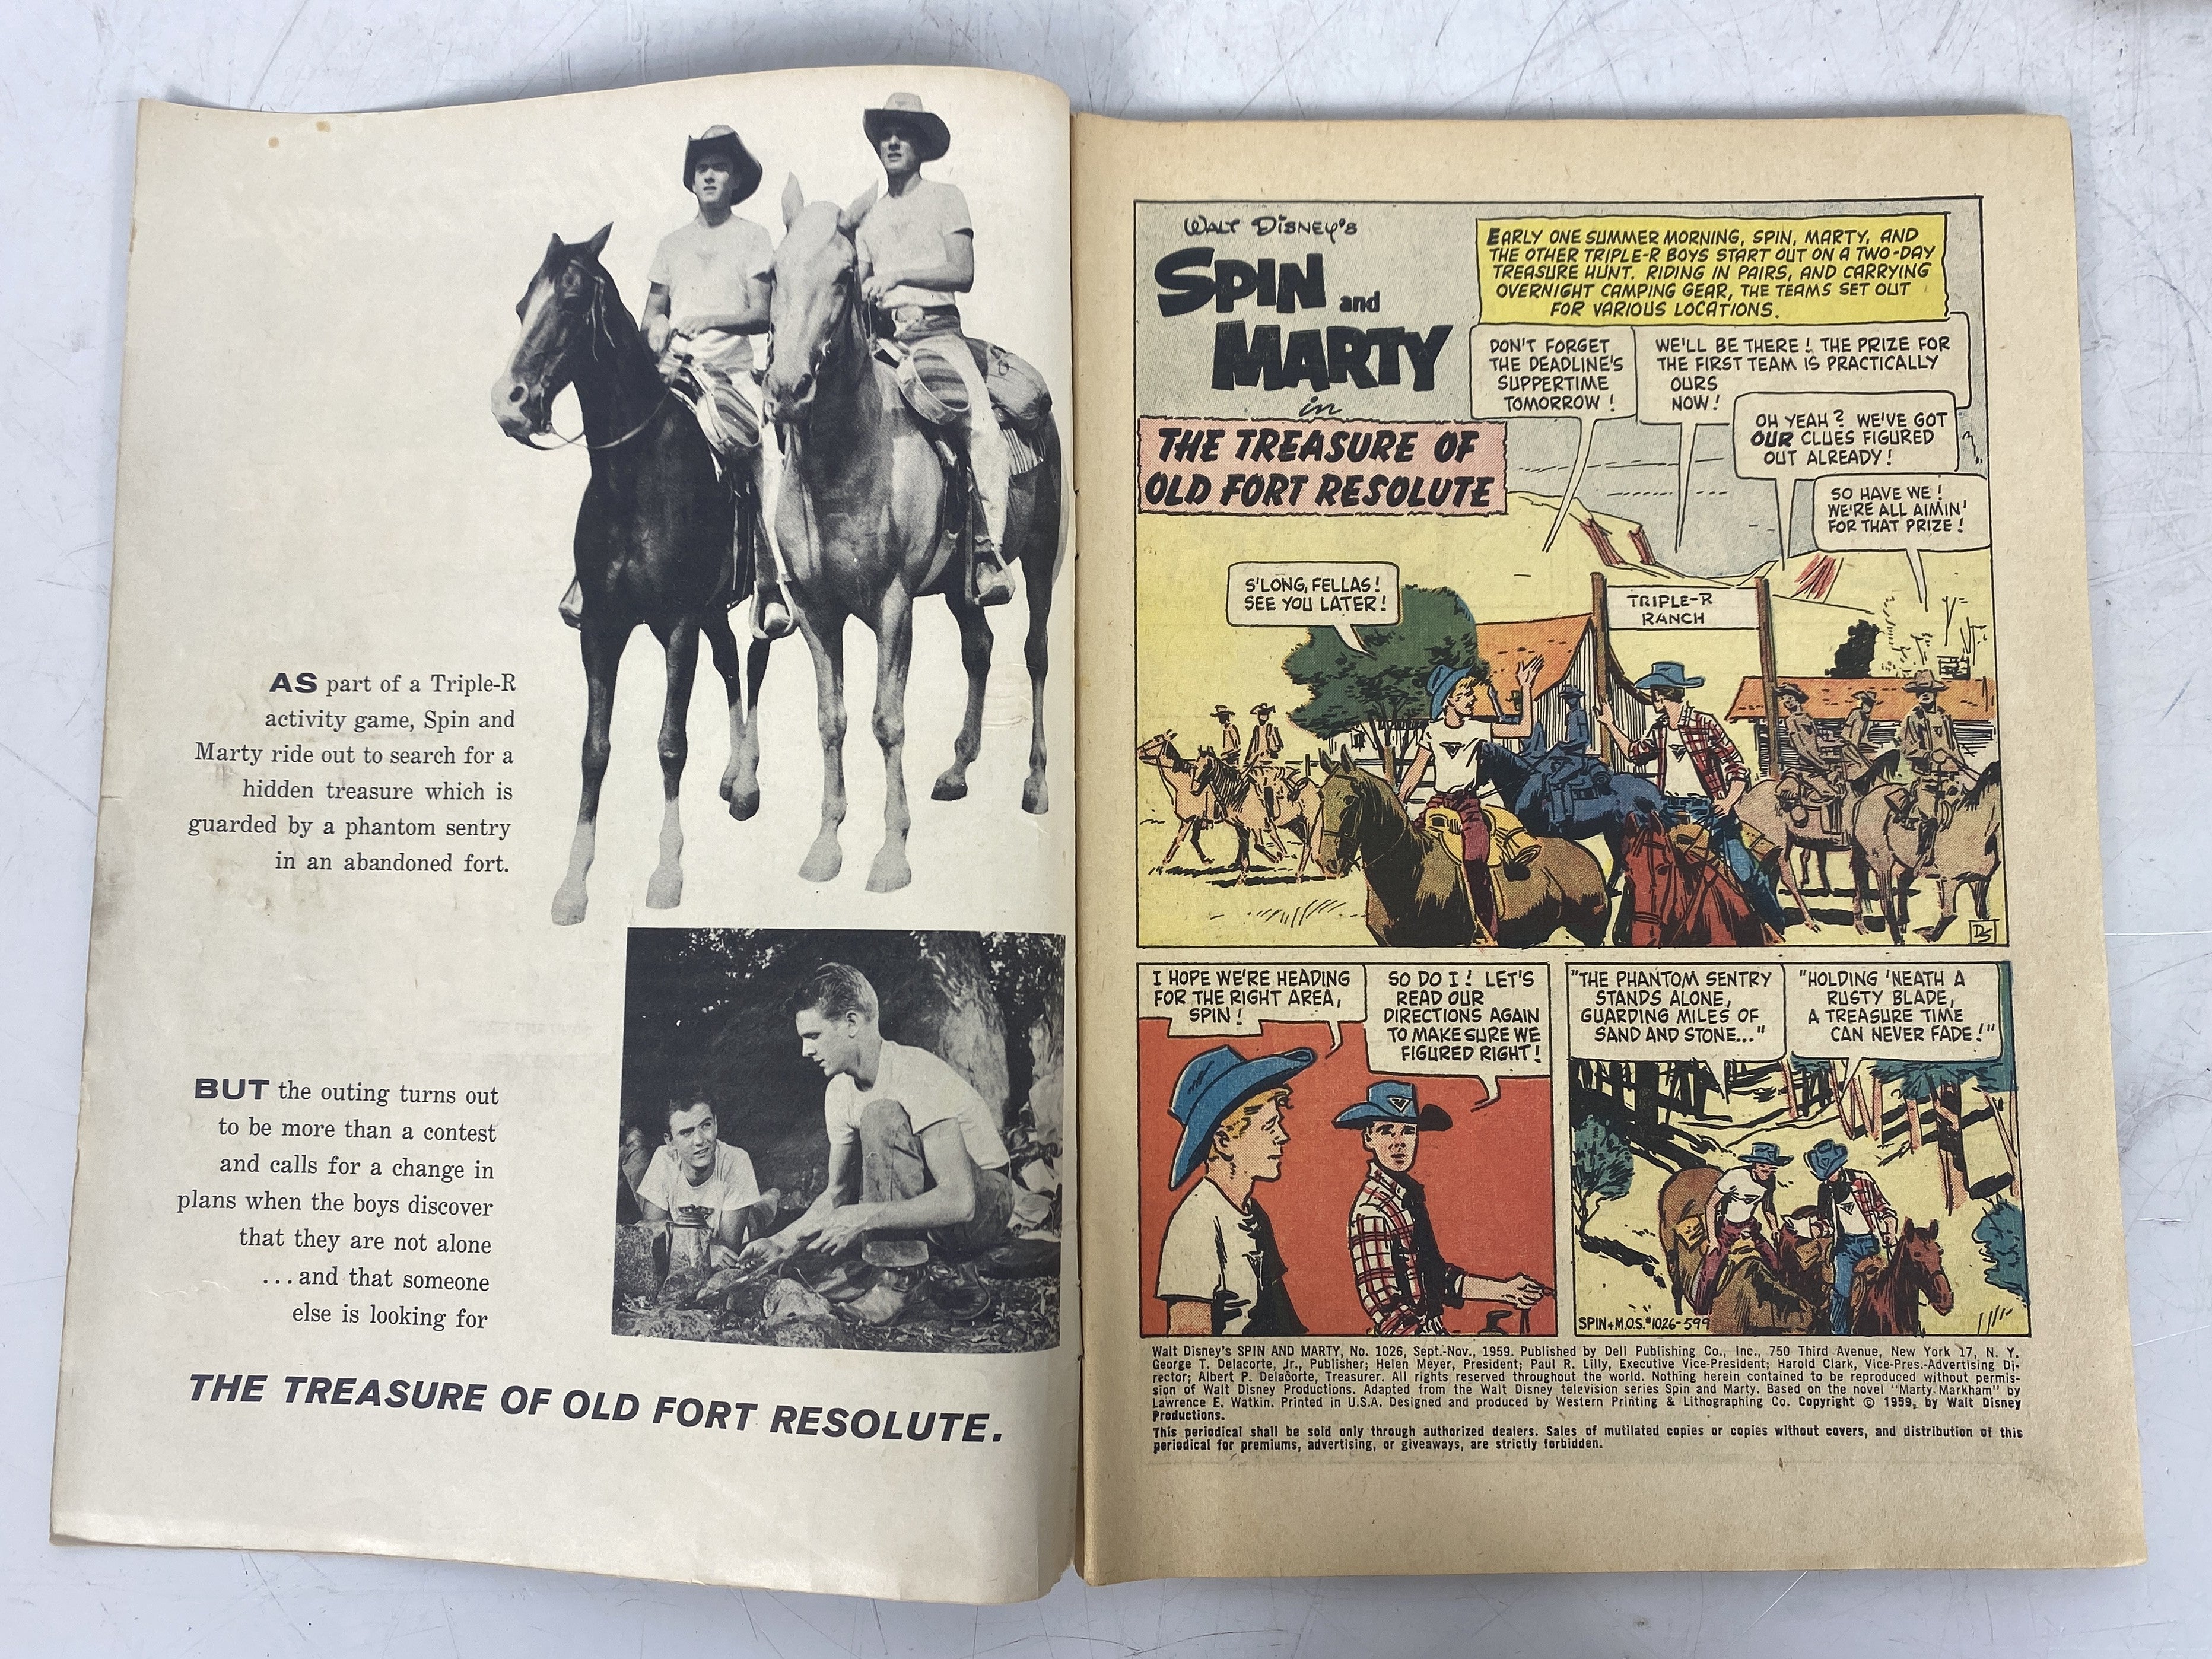 AS part of a Triple-R
activity game, Spin and
Marty ride out to search for a
hidden treasure which is
guarded by a phantom sentry
in an abandoned fort.
BUT the outing turns out
to be more than a contest
and calls for a change in
plans when the boys discover
that they are not alone
...and that someone
else is looking for
THE TREASURE OF OLD FORT RESOLUTE.
WALT DISNEY'S
SPIN and
MARTY
in
THE TREASURE OF
OLD FORT RESOLUTE
EARLY ONE SUMMER MORNING, SPIN, MARTY, AND
THE OTHER TRIPLE-R BOYS START OUT ON A TWO-DAY
TREASURE HUNT. RIDING IN PAIRS, AND CARRYING
OVERNIGHT CAMPING GEAR, THE TEAMS SET OUT
FOR VARIOUS LOCATIONS.
DON'T FORGET
THE DEADLINE'S
SUPPERTIME
TOMORROW!
WE'LL BE THERE! THE PRIZE FOR
THE FIRST TEAM IS PRACTICALLY
OURS
NOW!
OH YEAH? WE'VE GOT
OUR CLUES FIGURED
OUT ALREADY!
SO HAVE WE!
WE'RE ALL AIMIN'
FOR THAT PRIZE!
S'LONG, FELLAS!
SEE YOU LATER!
TRIPLE-R
RANCH
DS
I HOPE WE'RE HEADING
FOR THE RIGHT AREA,
SPIN!
SO DO I! LET'S
READ OUR
DIRECTIONS AGAIN
TO MAKE SURE WE
FIGURED RIGHT!
"THE PHANTOM SENTRY
STANDS ALONE,
GUARDING MILES OF
SAND AND STONE..."
"HOLDING 'NEATH A
RUSTY BLADE,
A TREASURE TIME
CAN NEVER FADE!"
SPIN+M.O.S.#1026-599
Walt Disney's SPIN AND MARTY, No. 1026, Sept.-Nov., 1959. Published by Dell Publishing Co., Inc., 750 Third Avenue, New York 17, N. Y.
George T. Delacorte, Jr., Publisher; Helen Meyer, President; Paul R. Lilly, Executive Vice-President; Harold Clark, Vice-Pres.-Advertising Di-
rector; Albert P. Delacorte, Treasurer. All rights reserved throughout the world. Nothing herein contained to be reproduced without permis-
sion of Walt Disney Productions. Adapted from the Walt Disney television series Spin and Marty. Based on the novel "Marty Markham" by
Lawrence E. Watkin. Printed in U.S.A. Designed and produced by Western Printing & Lithographing Co. Copyright © 1959, by Walt Disney
Productions.
This periodical shall be sold only through authorized dealers. Sales of mutilated copies or copies without covers, and distribution of this
periodical for premiums, advertising, or giveaways, are strictly forbidden.